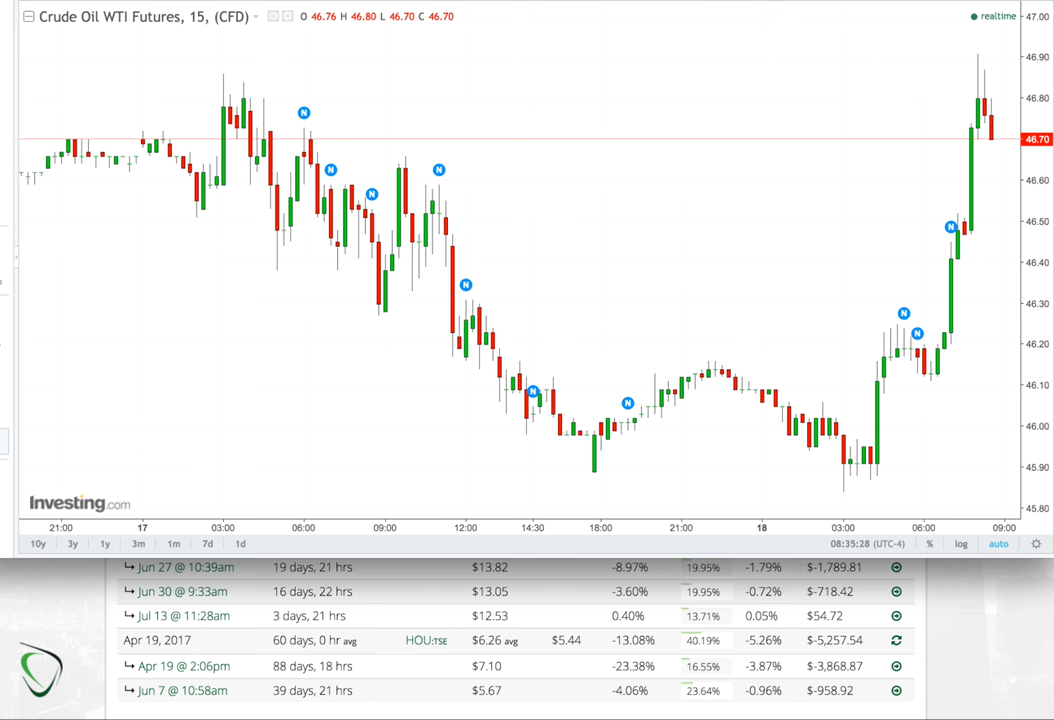 Crude Oil WTI Futures, 15, (CFD) O 46.76 H 46.80 L 46.70 C 46.70 realtime
47.00
46.90
46.80
46.70
46.60
46.50
46.40
46.30
46.20
46.10
46.00
45.90
45.80
N
N
N
N
N
N
N
N
N
N
Investing.com
21:00 17 03:00 06:00 09:00 12:00 14:30 18:00 21:00 18 03:00 06:00 09:00
10y 3y 1y 3m 1m 7d 1d 08:35:28 (UTC-4) % log auto
Jun 27 @ 10:39am 19 days, 21 hrs $13.82 -8.97% 19.95% -1.79% $-1,789.81
Jun 30 @ 9:33am 16 days, 22 hrs $13.05 -3.60% 19.95% -0.72% $-718.42
Jul 13 @ 11:28am 3 days, 21 hrs $12.53 0.40% 13.71% 0.05% $54.72
Apr 19, 2017 60 days, 0 hr avg HOU:TSE $6.26 avg $5.44 -13.08% 40.19% -5.26% $-5,257.54
Apr 19 @ 2:06pm 88 days, 18 hrs $7.10 -23.38% 16.55% -3.87% $-3,868.87
Jun 7 @ 10:58am 39 days, 21 hrs $5.67 -4.06% 23.64% -0.96% $-958.92